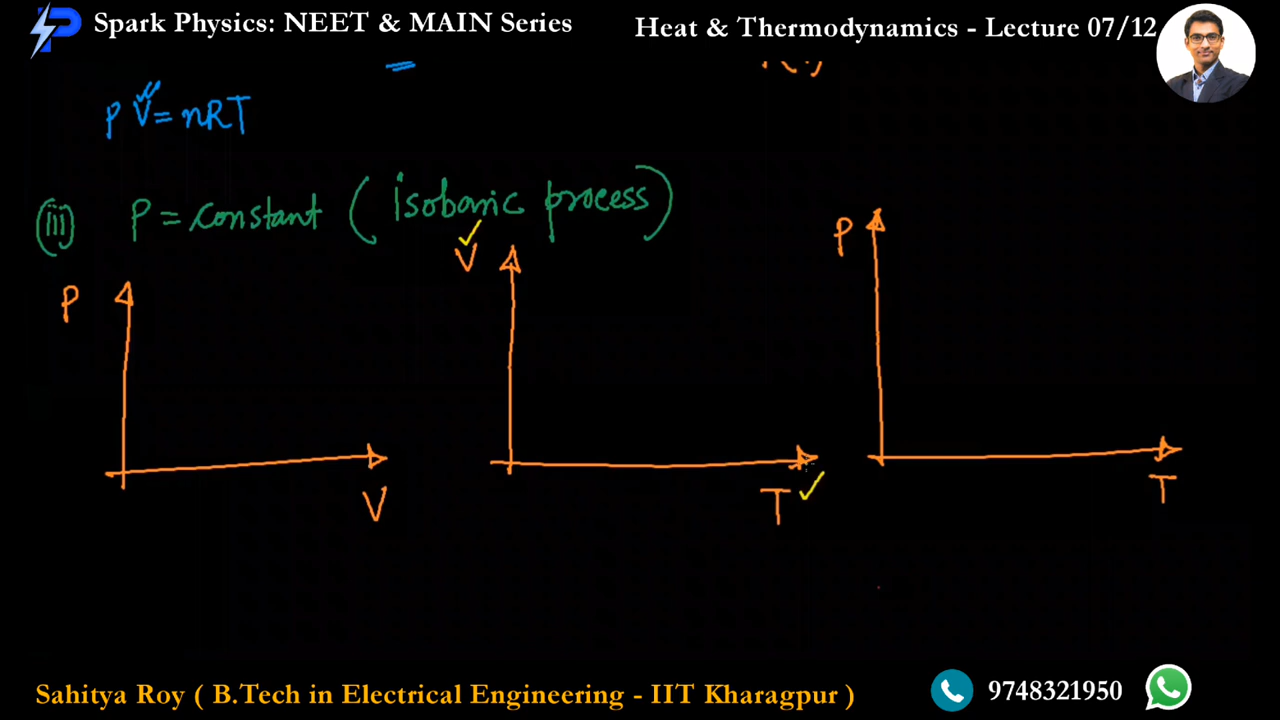 Spark Physics: NEET & MAIN Series
Heat & Thermodynamics - Lecture 07/12
P V = nRT
(iii) P = constant ( isobaric process )
P
V
V
T
P
T
Sahitya Roy ( B.Tech in Electrical Engineering - IIT Kharagpur )
9748321950